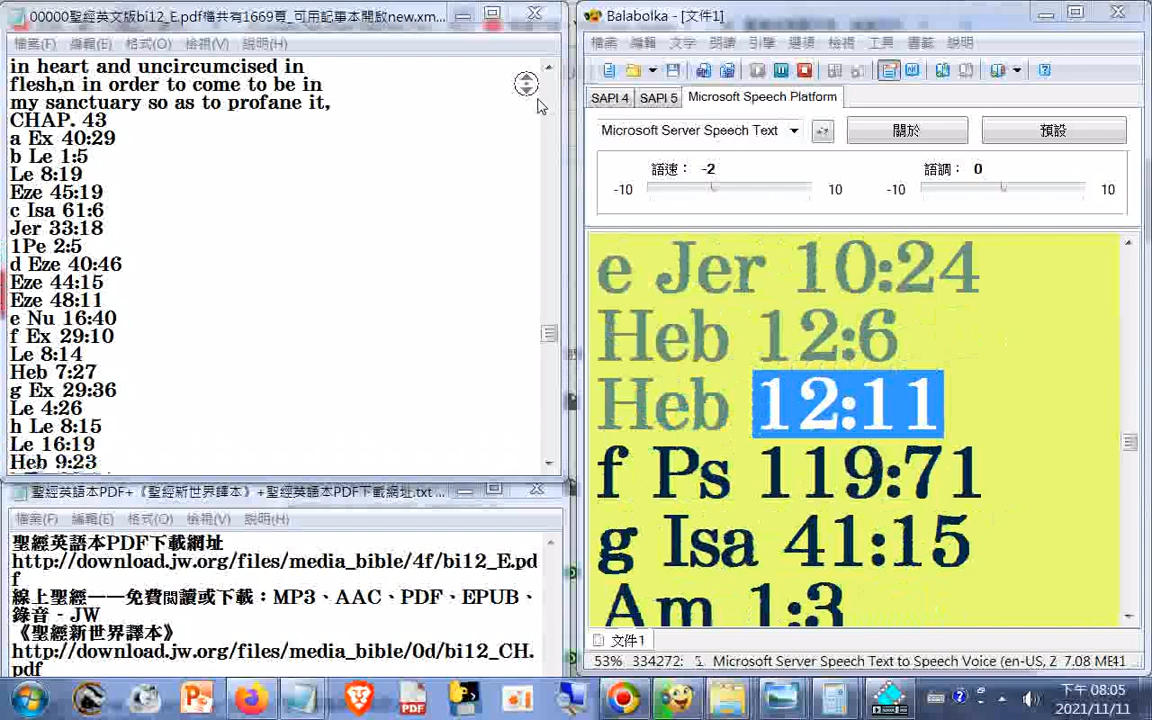 00000聖經英文版bi12_E.pdf檔共有1669頁_可用記事本開啟new.xm...
檔案(F) 編輯(E) 格式(O) 檢視(V) 說明(H)
in heart and uncircumcised in
flesh,n in order to come to be in
my sanctuary so as to profane it,
CHAP. 43
a Ex 40:29
b Le 1:5
Le 8:19
Eze 45:19
c Isa 61:6
Jer 33:18
1Pe 2:5
d Eze 40:46
Eze 44:15
Eze 48:11
e Nu 16:40
f Ex 29:10
Le 8:14
Heb 7:27
g Ex 29:36
Le 4:26
h Le 8:15
Le 16:19
Heb 9:23
聖經英語本PDF+《聖經新世界譯本》+聖經英語本PDF下載網址.txt ...
檔案(F) 編輯(E) 格式(O) 檢視(V) 說明(H)
聖經英語本PDF下載網址
http://download.jw.org/files/media_bible/4f/bi12_E.pd
f
線上聖經——免費閱讀或下載：MP3、AAC、PDF、EPUB、
錄音 - JW
《聖經新世界譯本》
http://download.jw.org/files/media_bible/0d/bi12_CH.
pdf
Balabolka - [文件1]
檔案 編輯 文字 朗讀 引擎 選項 檢視 工具 書籤 說明
SAPI 4 SAPI 5 Microsoft Speech Platform
Microsoft Server Speech Text 關於 預設
語速： -2 語調： 0
-10 10 -10 10
e Jer 10:24
Heb 12:6
Heb 12:11
f Ps 119:71
g Isa 41:15
Am 1:3
文件1
53% 334272: 1 Microsoft Server Speech Text to Speech Voice (en-US, Z 7.08 ME41
PDF
下午 08:05
2021/11/11